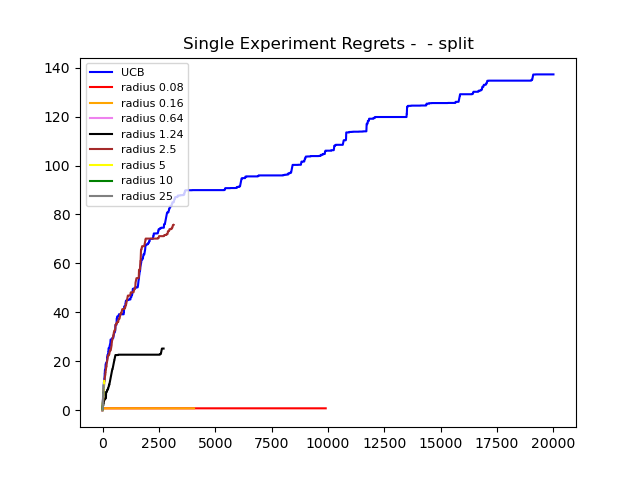 Single Experiment Regrets -  - split
140
120
100
80
60
40
20
0
UCB
radius 0.08
radius 0.16
radius 0.64
radius 1.24
radius 2.5
radius 5
radius 10
radius 25
0 2500 5000 7500 10000 12500 15000 17500 20000